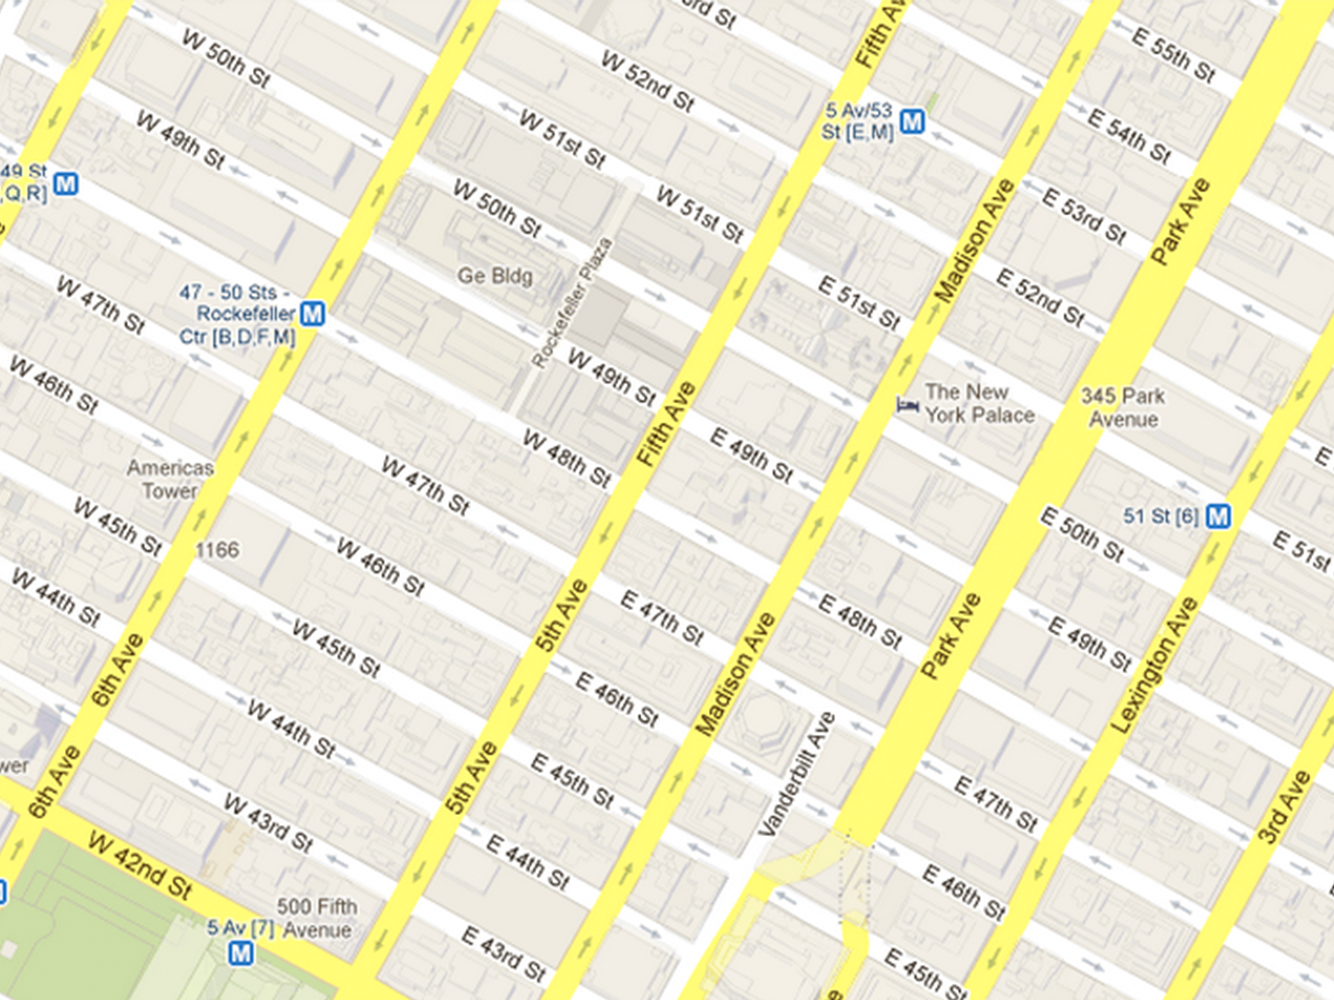 W 50th St
W 49th St
49 St
,Q,R]
W 47th St
W 46th St
47 - 50 Sts -
Rockefeller
Ctr [B,D,F,M]
Americas
Tower
W 45th St
W 44th St
1166
6th Ave
6th Ave
W 42nd St
W 43rd St
W 44th St
W 45th St
W 46th St
W 47th St
W 48th St
W 49th St
W 50th St
W 51st St
W 51st St
W 52nd St
Ge Bldg
Rockefeller Plaza
5 Av/53
St [E,M]
Fifth Av
Fifth Ave
5th Ave
5th Ave
500 Fifth
Avenue
5 Av [7]
E 43rd St
E 44th St
E 45th St
E 46th St
E 47th St
E 48th St
E 49th St
E 51st St
E 52nd St
E 53rd St
E 54th St
E 55th St
Madison Ave
Madison Ave
The New
York Palace
Park Ave
Park Ave
345 Park
Avenue
51 St [6]
E 50th St
E 51st
E 49th St
Lexington Ave
Vanderbilt Ave
E 47th St
E 46th St
E 45th St
3rd Ave